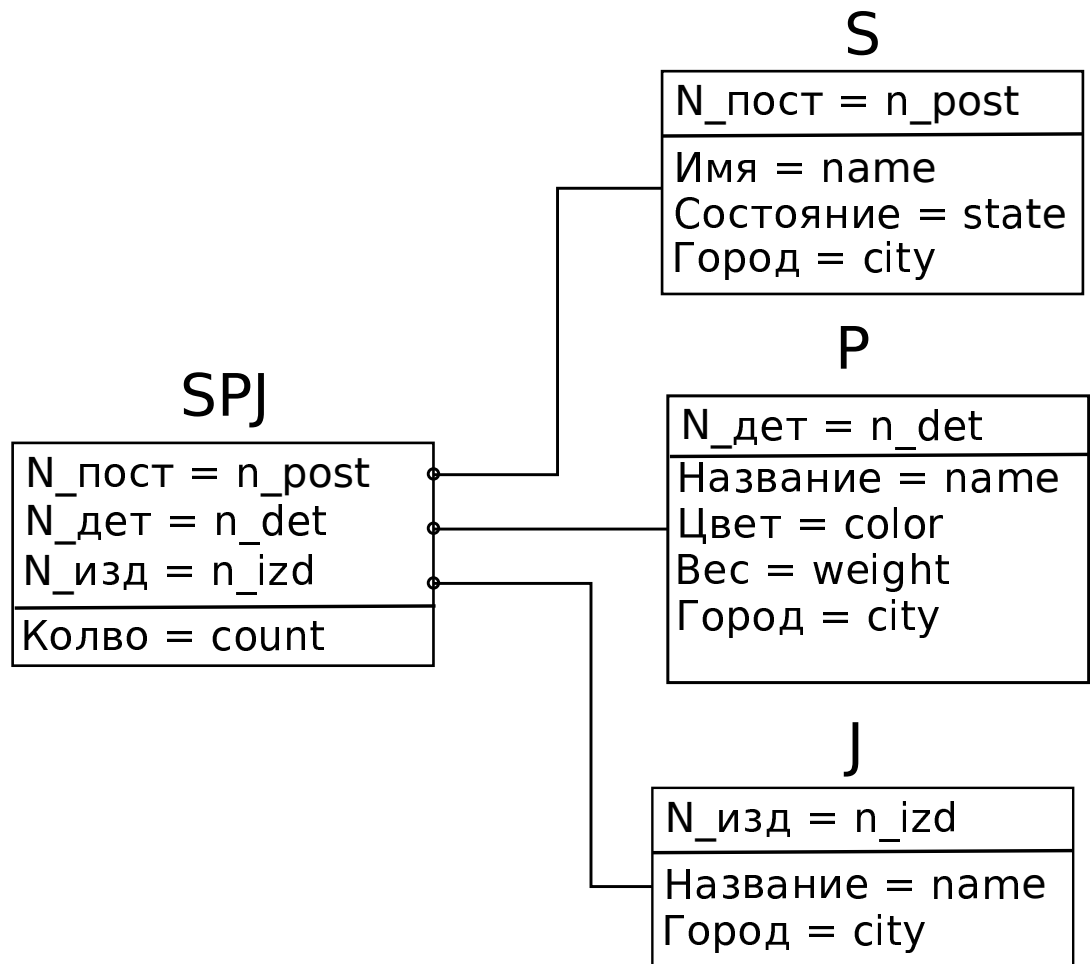 S
N_пост = n_post
Имя = name
Состояние = state
Город = city
P
N_дет = n_det
Название = name
Цвет = color
Вес = weight
Город = city
SPJ
N_пост = n_post
N_дет = n_det
N_изд = n_izd
Колво = count
J
N_изд = n_izd
Название = name
Город = city